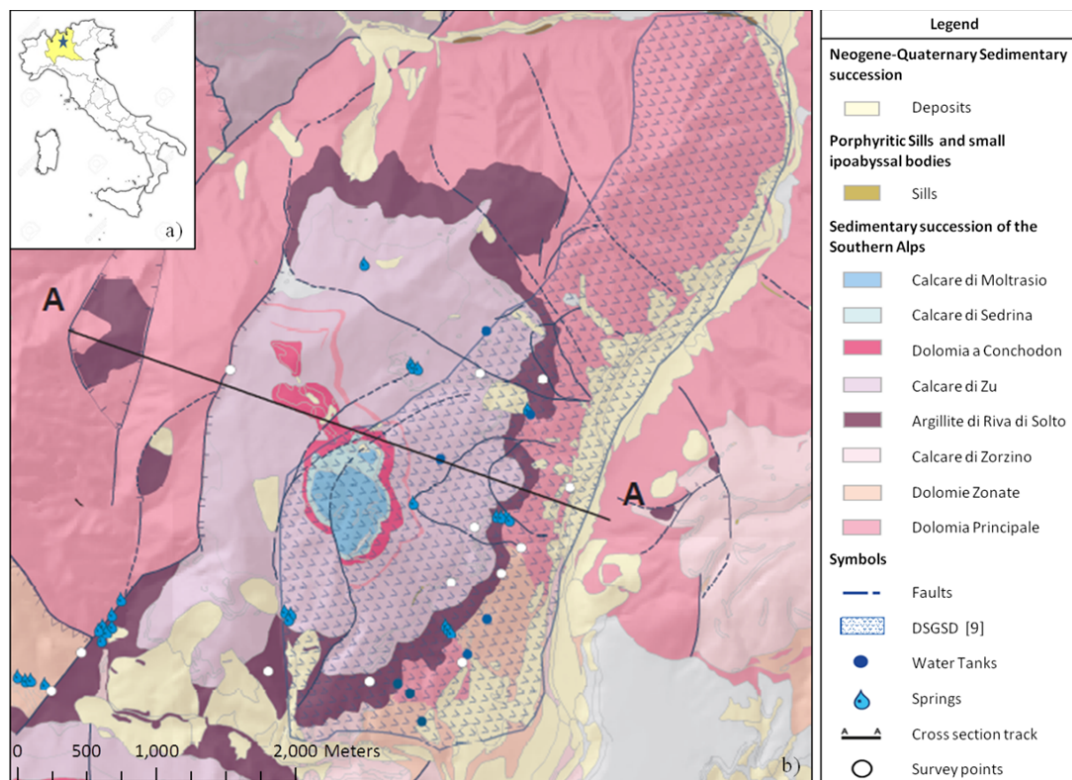 a)
A
A
0 500 1,000 2,000 Meters
b)
Legend
Neogene-Quaternary Sedimentary
succession
Deposits
Porphyritic Sills and small
ipoabyssal bodies
Sills
Sedimentary succession of the
Southern Alps
Calcare di Moltrasio
Calcare di Sedrina
Dolomia a Conchodon
Calcare di Zu
Argillite di Riva di Solto
Calcare di Zorzino
Dolomie Zonate
Dolomia Principale
Symbols
Faults
DSGSD [9]
Water Tanks
Springs
A A
Cross section track
Survey points